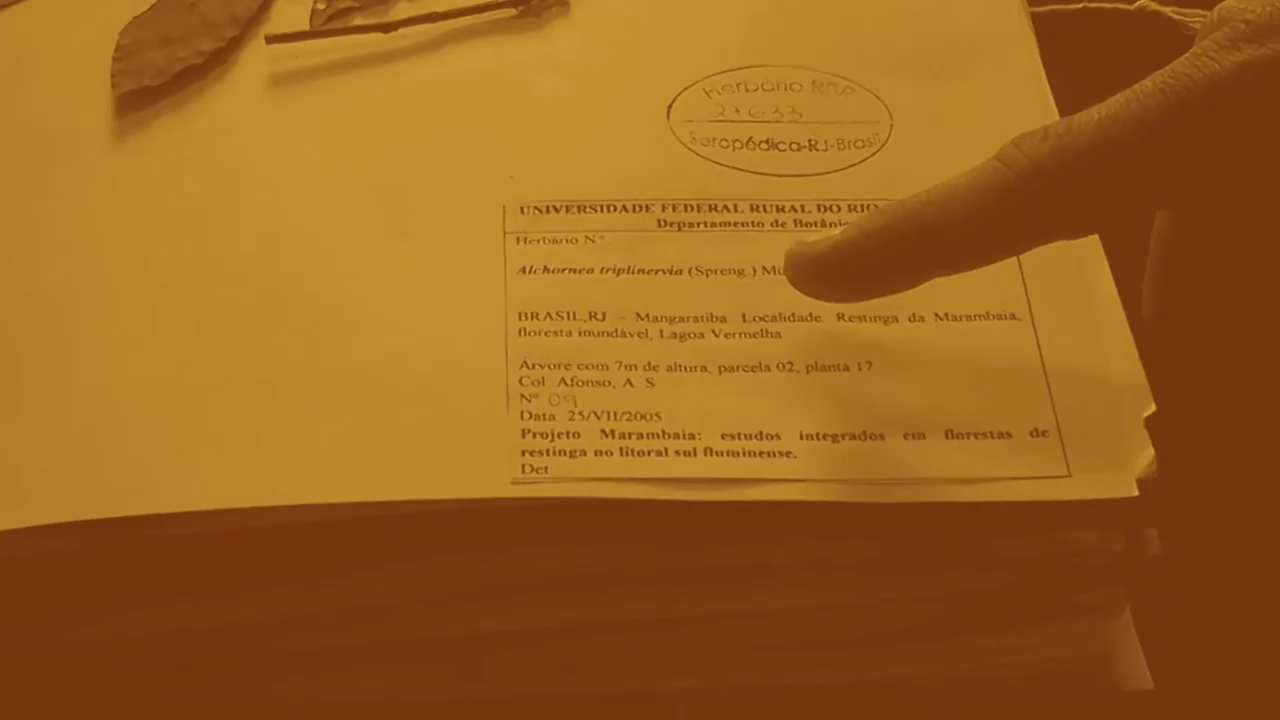 Herbário RBR
27633
Seropédica-RJ-Brasil
UNIVERSIDADE FEDERAL RURAL DO RIO
Departamento de
Herbário Nº
Alchornea triplinervia (Spreng.)
BRASIL,RJ – Mangaratiba Localidade Restinga da Marambaia,
floresta inundável, Lagoa Vermelha
Árvore com 7m de altura, parcela 02, planta 17
Col. Afonso, A. S
Nº 09
Data 25/VII/2005
Projeto Marambaia: estudos integrados em florestas de
restinga no litoral sul fluminense.
Det